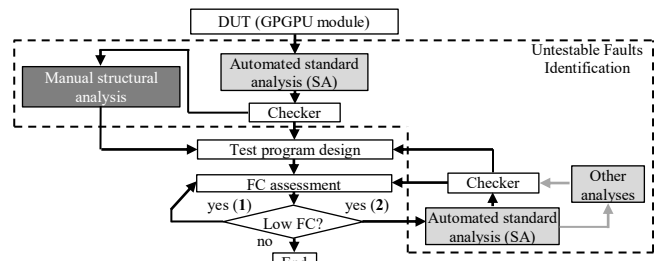 DUT (GPGPU module)
Untestable Faults
Identification
Automated standard
analysis (SA)
Manual structural
analysis
Checker
Test program design
FC assessment
Checker
Other
analyses
yes (1)
yes (2)
Low FC?
Automated standard
analysis (SA)
no
End